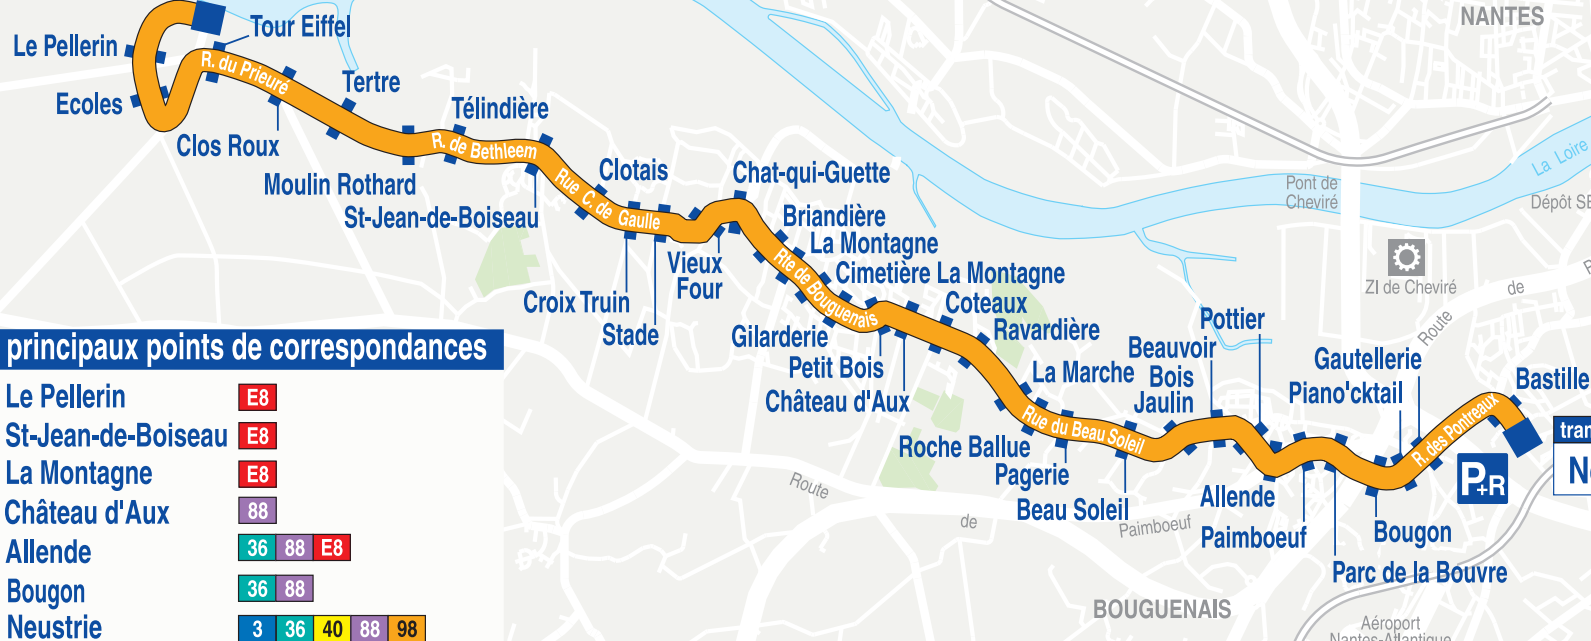 NANTES
Le Pellerin
Tour Eiffel
R. du Prieuré
Ecoles
Tertre
Clos Roux
Télindière
R. de Bethleem
Moulin Rothard
St-Jean-de-Boiseau
Clotais
Rue C. de Gaulle
Chat-qui-Guette
Briandière
La Montagne
Cimetière La Montagne
Coteaux
Ravardière
Vieux
Four
Croix Truin
Stade
Rte de Bouguenais
Gilarderie
Petit Bois
Château d'Aux
La Marche
Rue du Beau Soleil
Roche Ballue
Pagerie
Beau Soleil
Beauvoir
Bois
Jaulin
Pottier
Allende
Paimboeuf
Gautellerie
Piano'cktail
Parc de la Bouvre
Bougon
R. des Pontreaux
Bastille
P+R
tran
Ne
La Loire
Pont de
Cheviré
Dépôt SE
ZI de Cheviré
Route
de
Route
de
Paimboeuf
BOUGUENAIS
Aéroport
Nantes-Atlantique
principaux points de correspondances
Le Pellerin E8
St-Jean-de-Boiseau E8
La Montagne E8
Château d'Aux 88
Allende 36 88 E8
Bougon 36 88
Neustrie 3 36 40 88 98